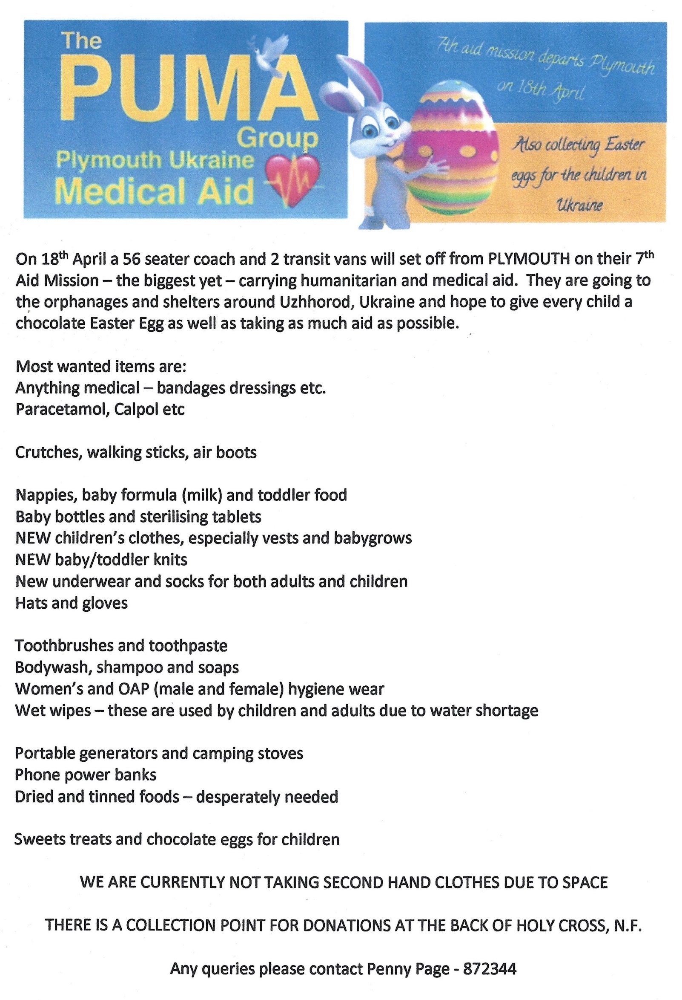 The
PUMA
Group
Plymouth Ukraine
Medical Aid
7th aid mission departs Plymouth
on 18th April
Also collecting Easter
eggs for the children in
Ukraine
On 18th April a 56 seater coach and 2 transit vans will set off from PLYMOUTH on their 7th
Aid Mission – the biggest yet – carrying humanitarian and medical aid.  They are going to
the orphanages and shelters around Uzhhorod, Ukraine and hope to give every child a
chocolate Easter Egg as well as taking as much aid as possible.
Most wanted items are:
Anything medical – bandages dressings etc.
Paracetamol, Calpol etc
Crutches, walking sticks, air boots
Nappies, baby formula (milk) and toddler food
Baby bottles and sterilising tablets
NEW children's clothes, especially vests and babygrows
NEW baby/toddler knits
New underwear and socks for both adults and children
Hats and gloves
Toothbrushes and toothpaste
Bodywash, shampoo and soaps
Women's and OAP (male and female) hygiene wear
Wet wipes – these are used by children and adults due to water shortage
Portable generators and camping stoves
Phone power banks
Dried and tinned foods – desperately needed
Sweets treats and chocolate eggs for children
WE ARE CURRENTLY NOT TAKING SECOND HAND CLOTHES DUE TO SPACE
THERE IS A COLLECTION POINT FOR DONATIONS AT THE BACK OF HOLY CROSS, N.F.
Any queries please contact Penny Page - 872344